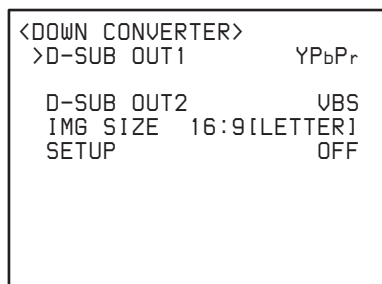 <DOWN CONVERTER>
>D-SUB OUT1 YPbPr
D-SUB OUT2 VBS
IMG SIZE 16:9[LETTER]
SETUP OFF